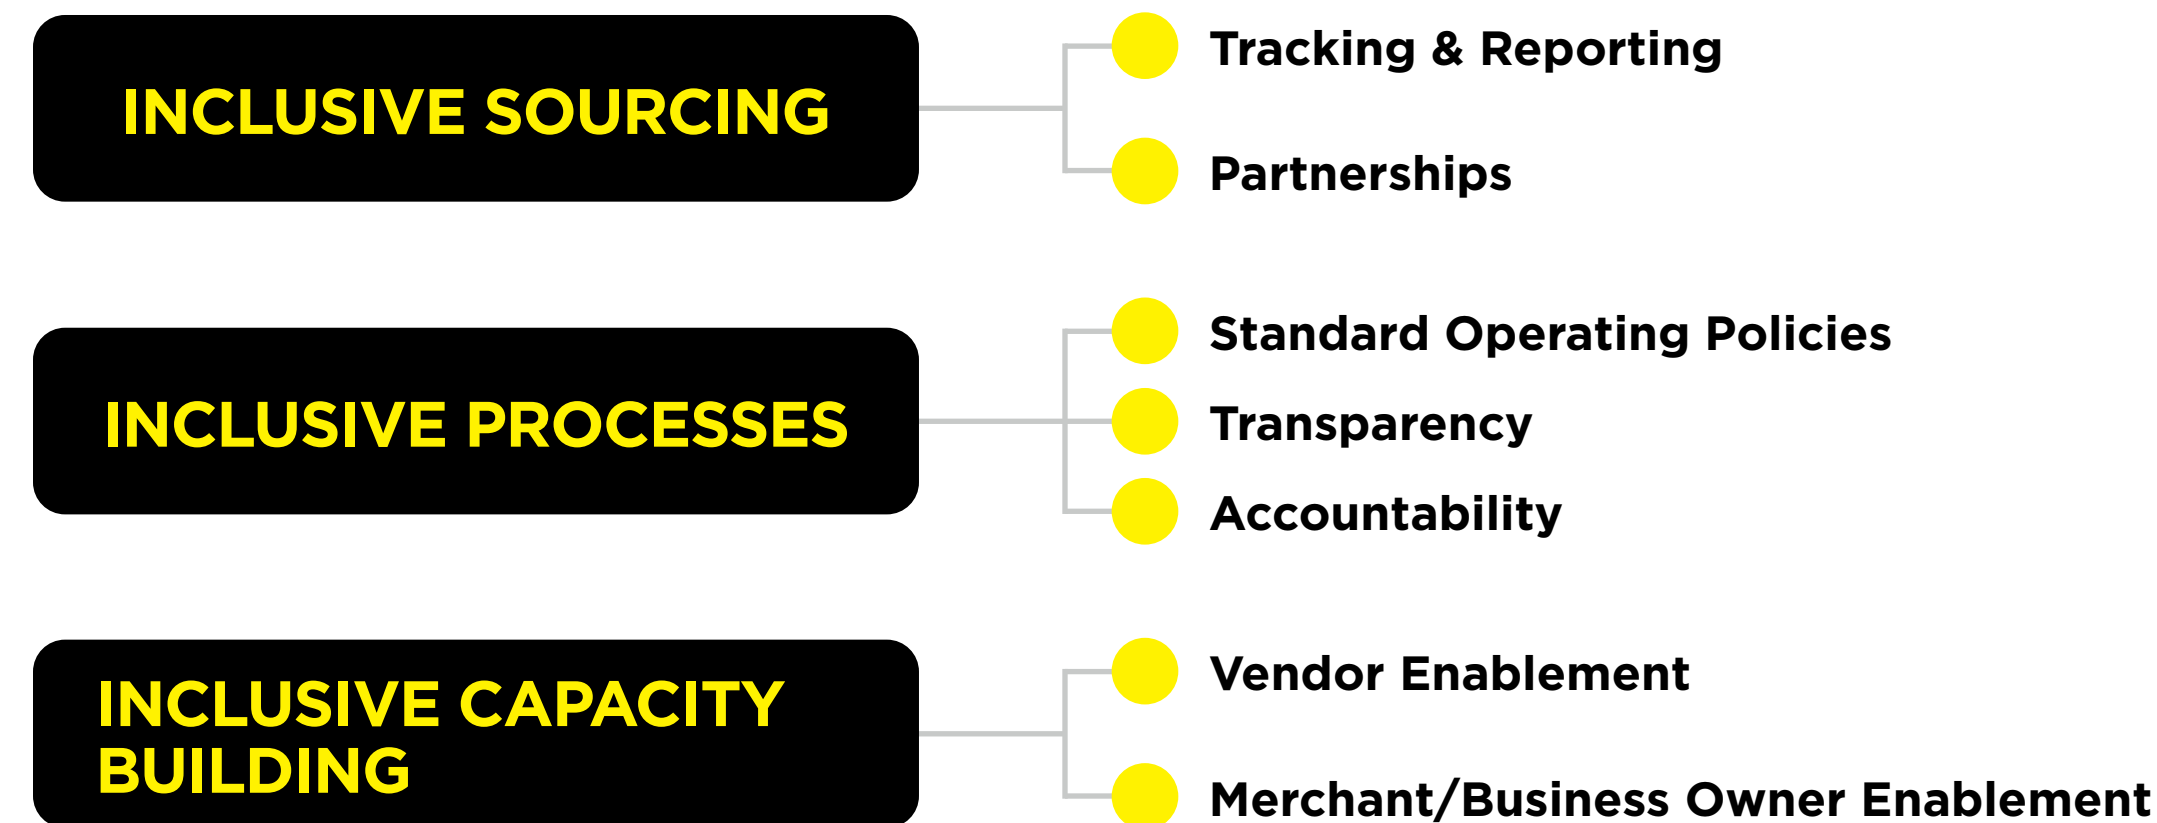 INCLUSIVE SOURCING
Tracking & Reporting
Partnerships
INCLUSIVE PROCESSES
Standard Operating Policies
Transparency
Accountability
INCLUSIVE CAPACITY
BUILDING
Vendor Enablement
Merchant/Business Owner Enablement